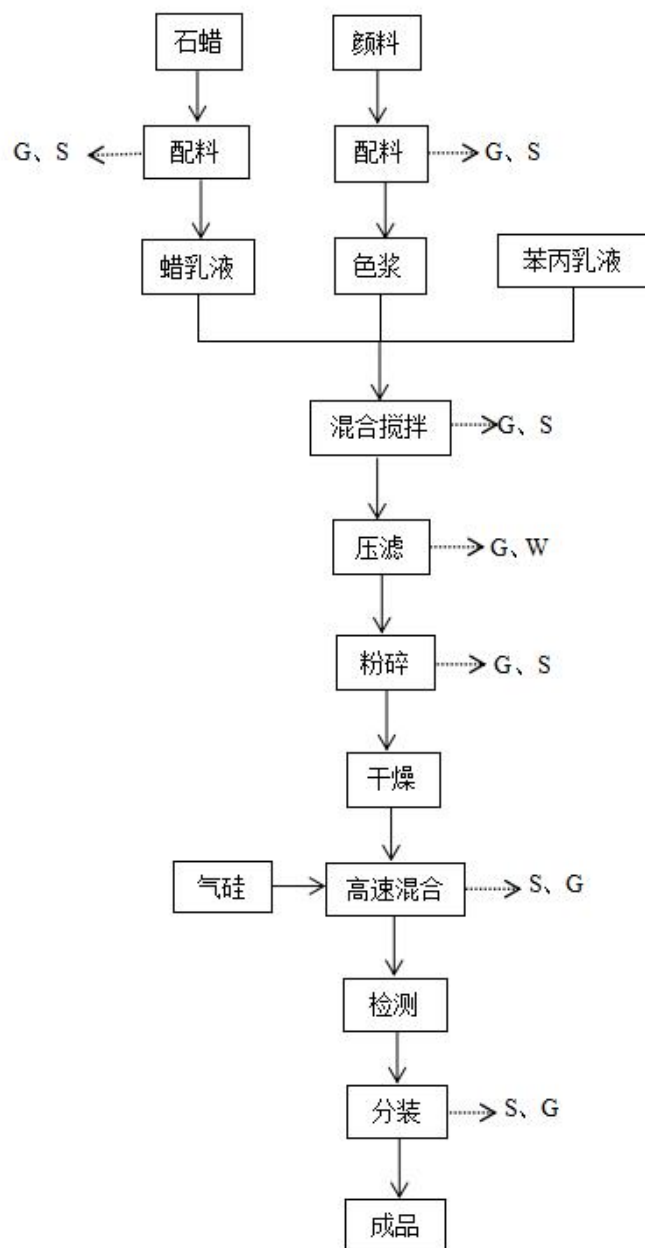 石蜡 颜料
G、S 配料 配料 G、S
蜡乳液 色浆 苯丙乳液
混合搅拌 G、S
压滤 G、W
粉碎 G、S
干燥
气硅 高速混合 S、G
检测
分装 S、G
成品